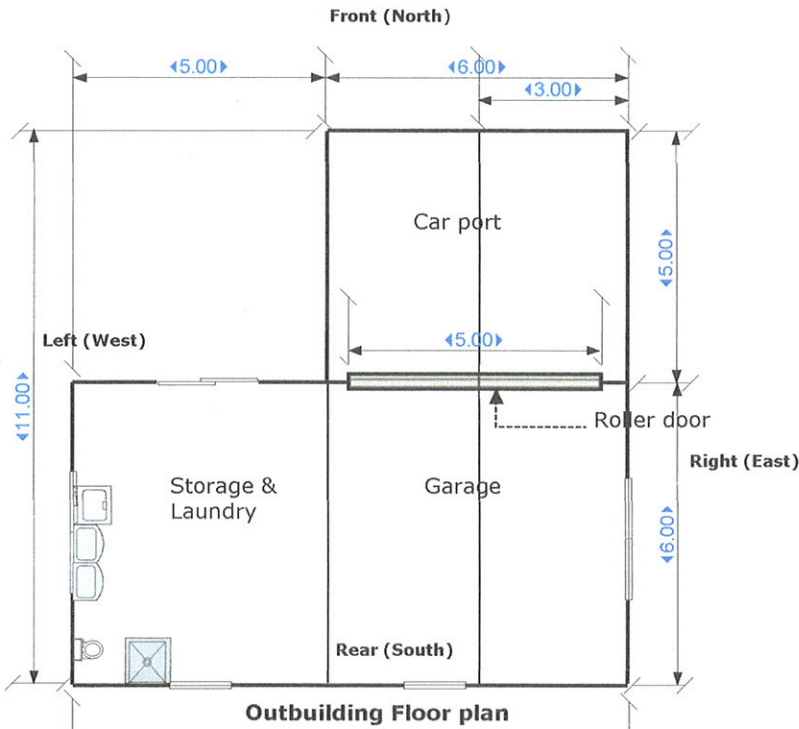 Front (North)
5.00
6.00
3.00
Car port
5.00
5.00
Left (West)
11.00
Roller door
Right (East)
Storage &
Laundry
Garage
6.00
Rear (South)
Outbuilding Floor plan